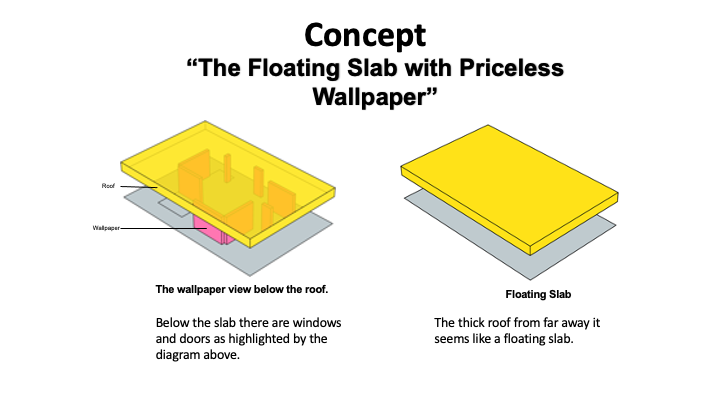 Concept
“The Floating Slab with Priceless
Wallpaper”
Roof
Wallpaper
The wallpaper view below the roof.
Below the slab there are windows
and doors as highlighted by the
diagram above.
Floating Slab
The thick roof from far away it
seems like a floating slab.